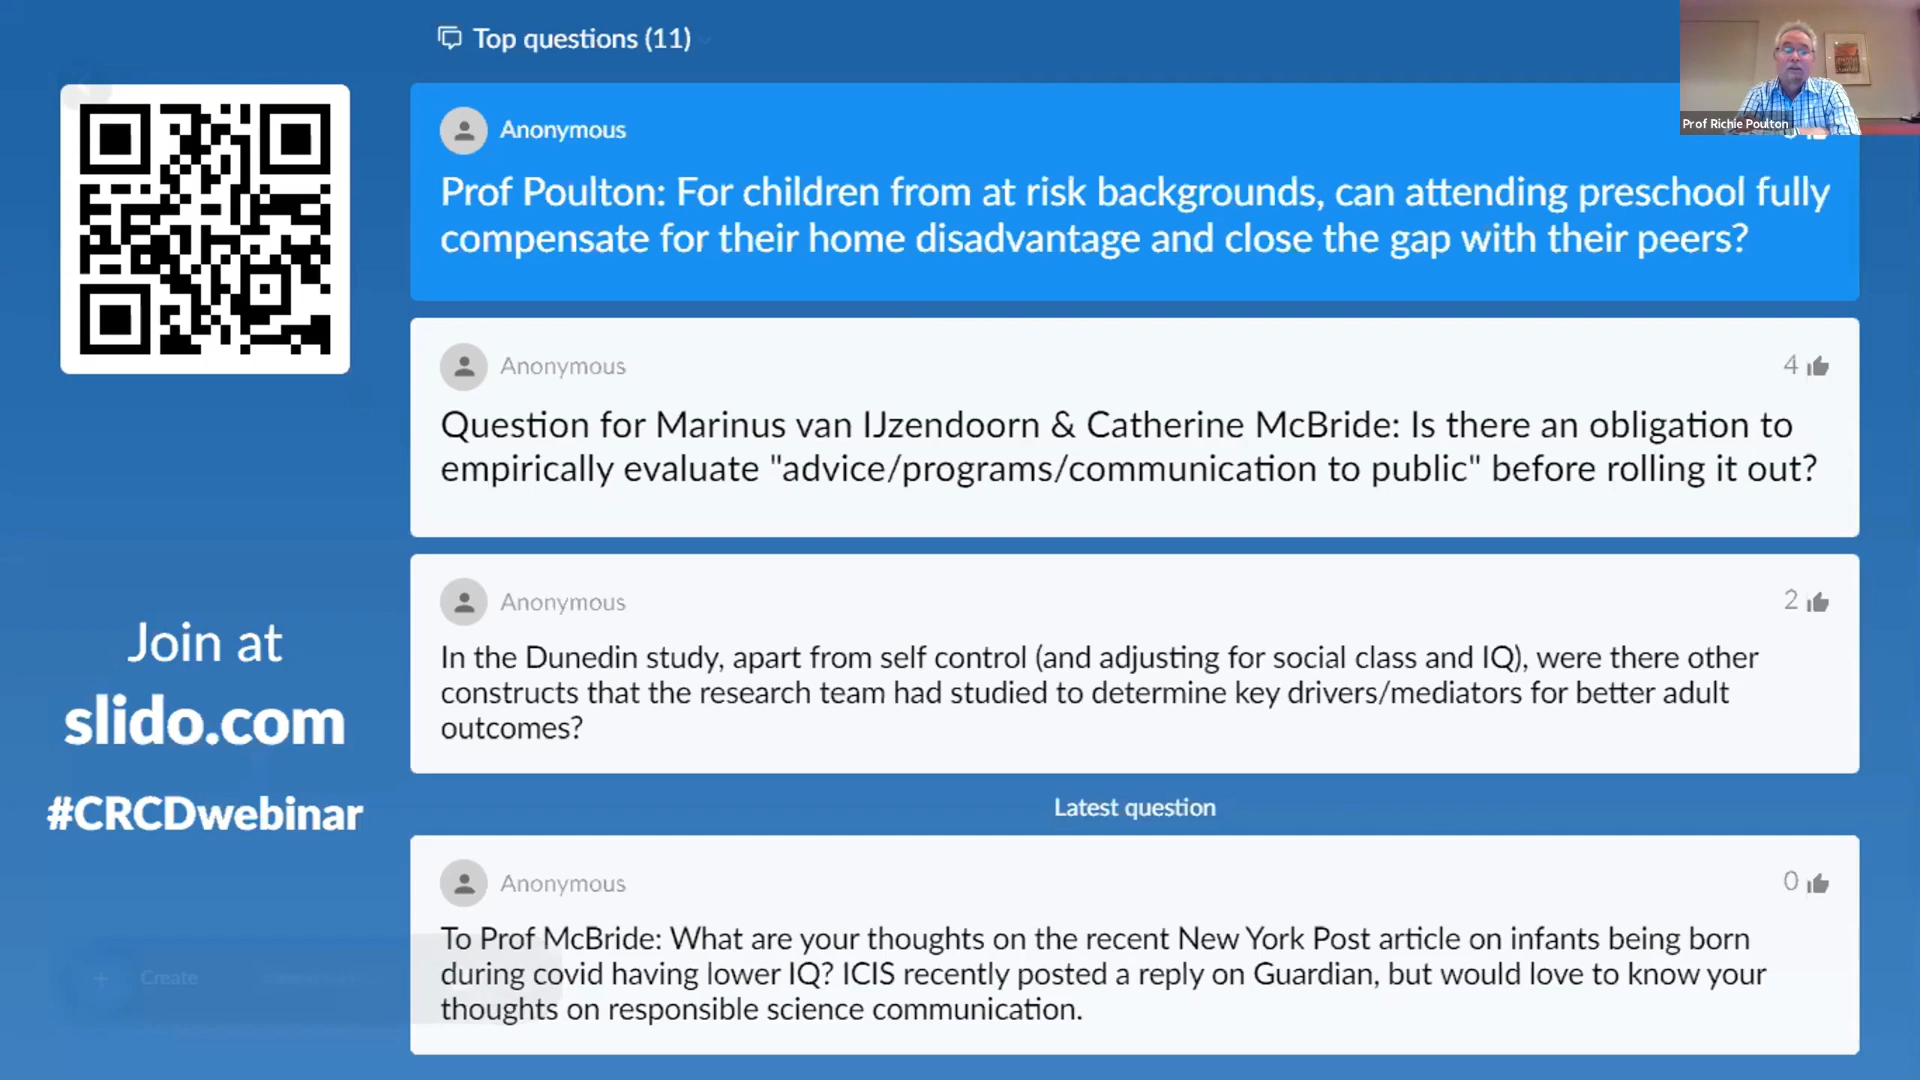 Top questions (11)
Prof Richie Poulton
Anonymous
Prof Poulton: For children from at risk backgrounds, can attending preschool fully
compensate for their home disadvantage and close the gap with their peers?
Anonymous
4
Question for Marinus van IJzendoorn & Catherine McBride: Is there an obligation to
empirically evaluate "advice/programs/communication to public" before rolling it out?
Anonymous
2
In the Dunedin study, apart from self control (and adjusting for social class and IQ), were there other
constructs that the research team had studied to determine key drivers/mediators for better adult
outcomes?
Join at
slido.com
#CRCDwebinar
Latest question
Anonymous
0
To Prof McBride: What are your thoughts on the recent New York Post article on infants being born
during covid having lower IQ? ICIS recently posted a reply on Guardian, but would love to know your
thoughts on responsible science communication.
Create